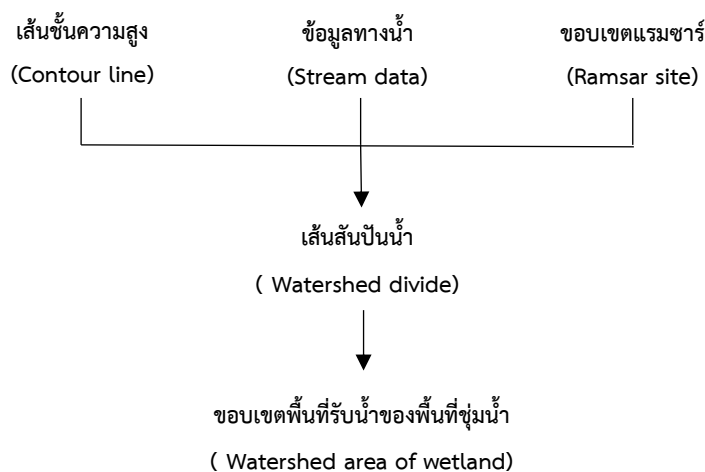 เส้นชั้นความสูง
(Contour line)
ข้อมูลทางน้ำ
(Stream data)
ขอบเขตแรมซาร์
(Ramsar site)
เส้นสันปันน้ำ
( Watershed divide)
ขอบเขตพื้นที่รับน้ำของพื้นที่ชุ่มน้ำ
( Watershed area of wetland)